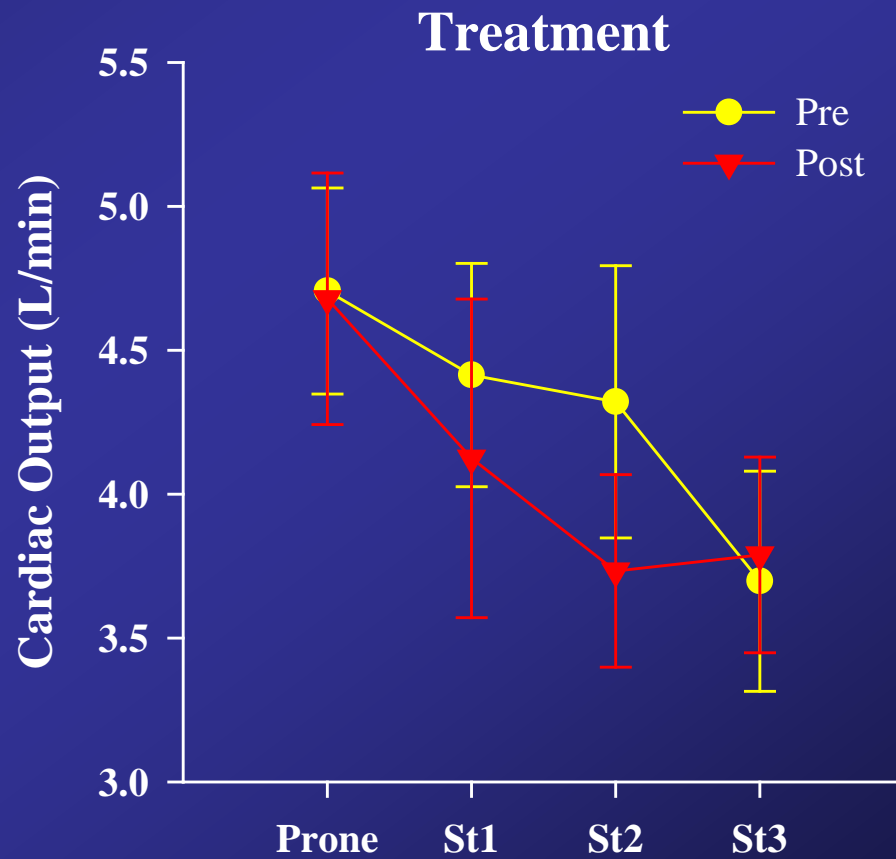 Treatment
Pre
Post
Cardiac Output (L/min)
5.5
5.0
4.5
4.0
3.5
3.0
Prone St1 St2 St3